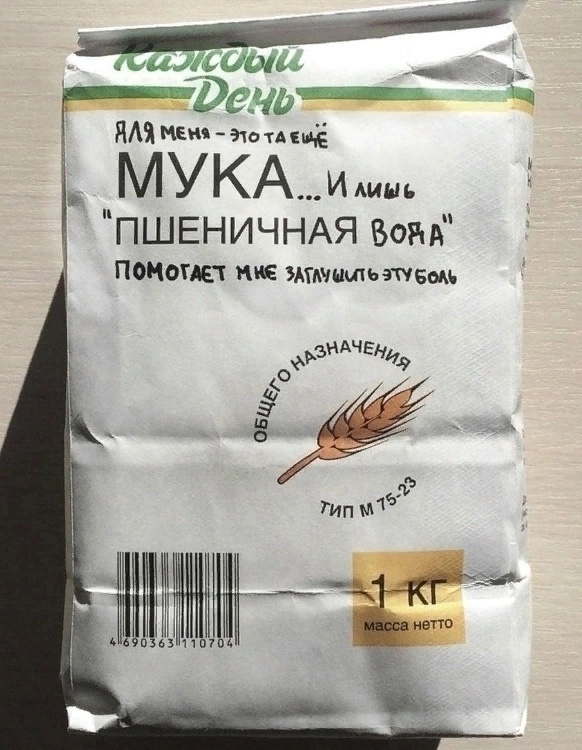 Каждый
День
ДЛЯ МЕНЯ - ЭТО ТА ЕЩЁ
МУКА... И ЛИШЬ
"ПШЕНИЧНАЯ ВОДА"
ПОМОГАЕТ МНЕ ЗАГЛУШИТЬ ЭТУ БОЛЬ
ОБЩЕГО НАЗНАЧЕНИЯ
ТИП М 75-23
1 КГ
масса нетто
4 690363 110704